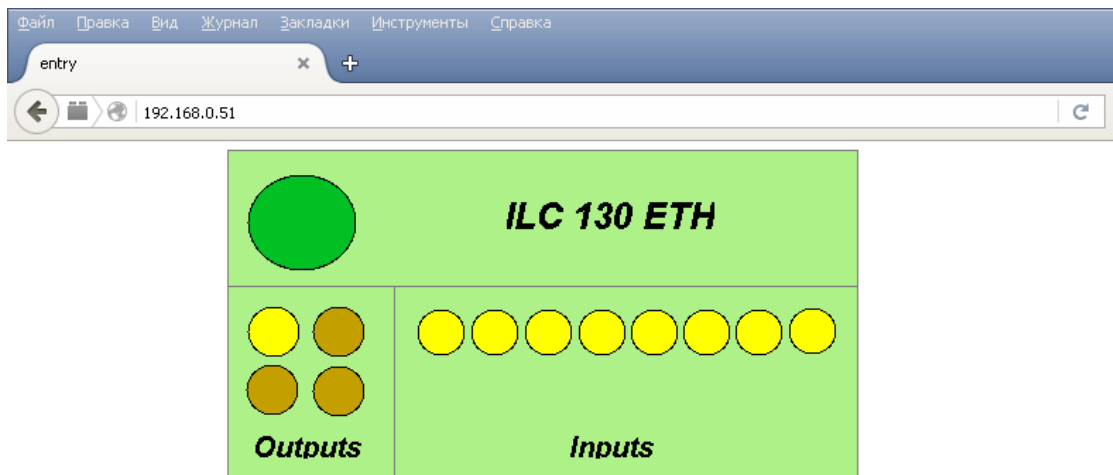 Файл Правка Вид Журнал Закладки Инструменты Справка
entry
192.168.0.51
ILC 130 ETH
Outputs Inputs